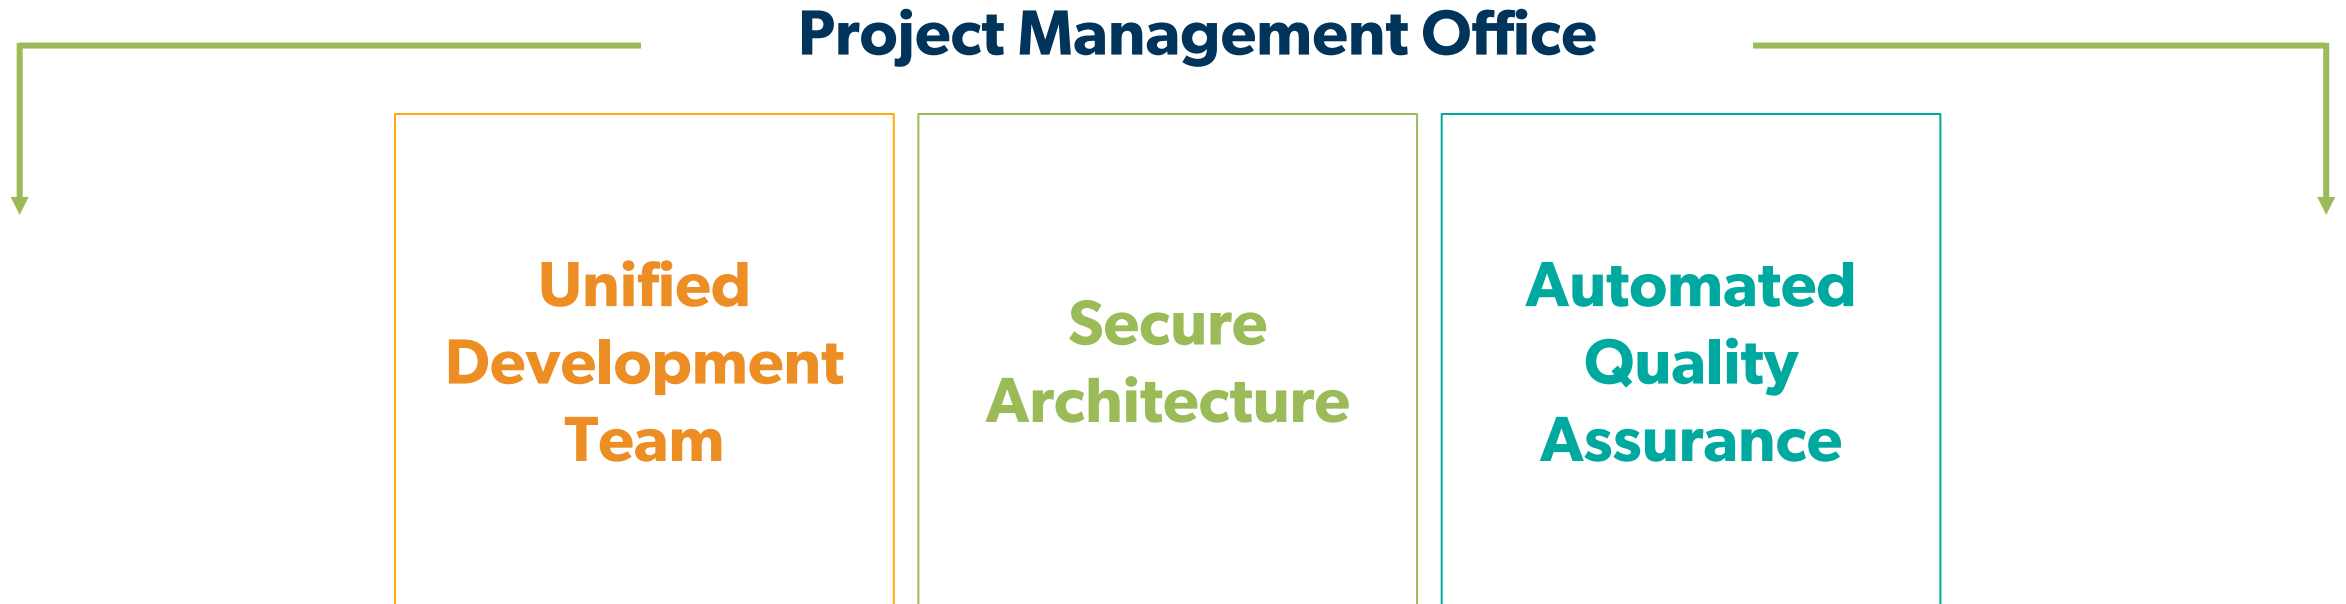 Project Management Office
Unified
Development
Team
Secure
Architecture
Automated
Quality
Assurance